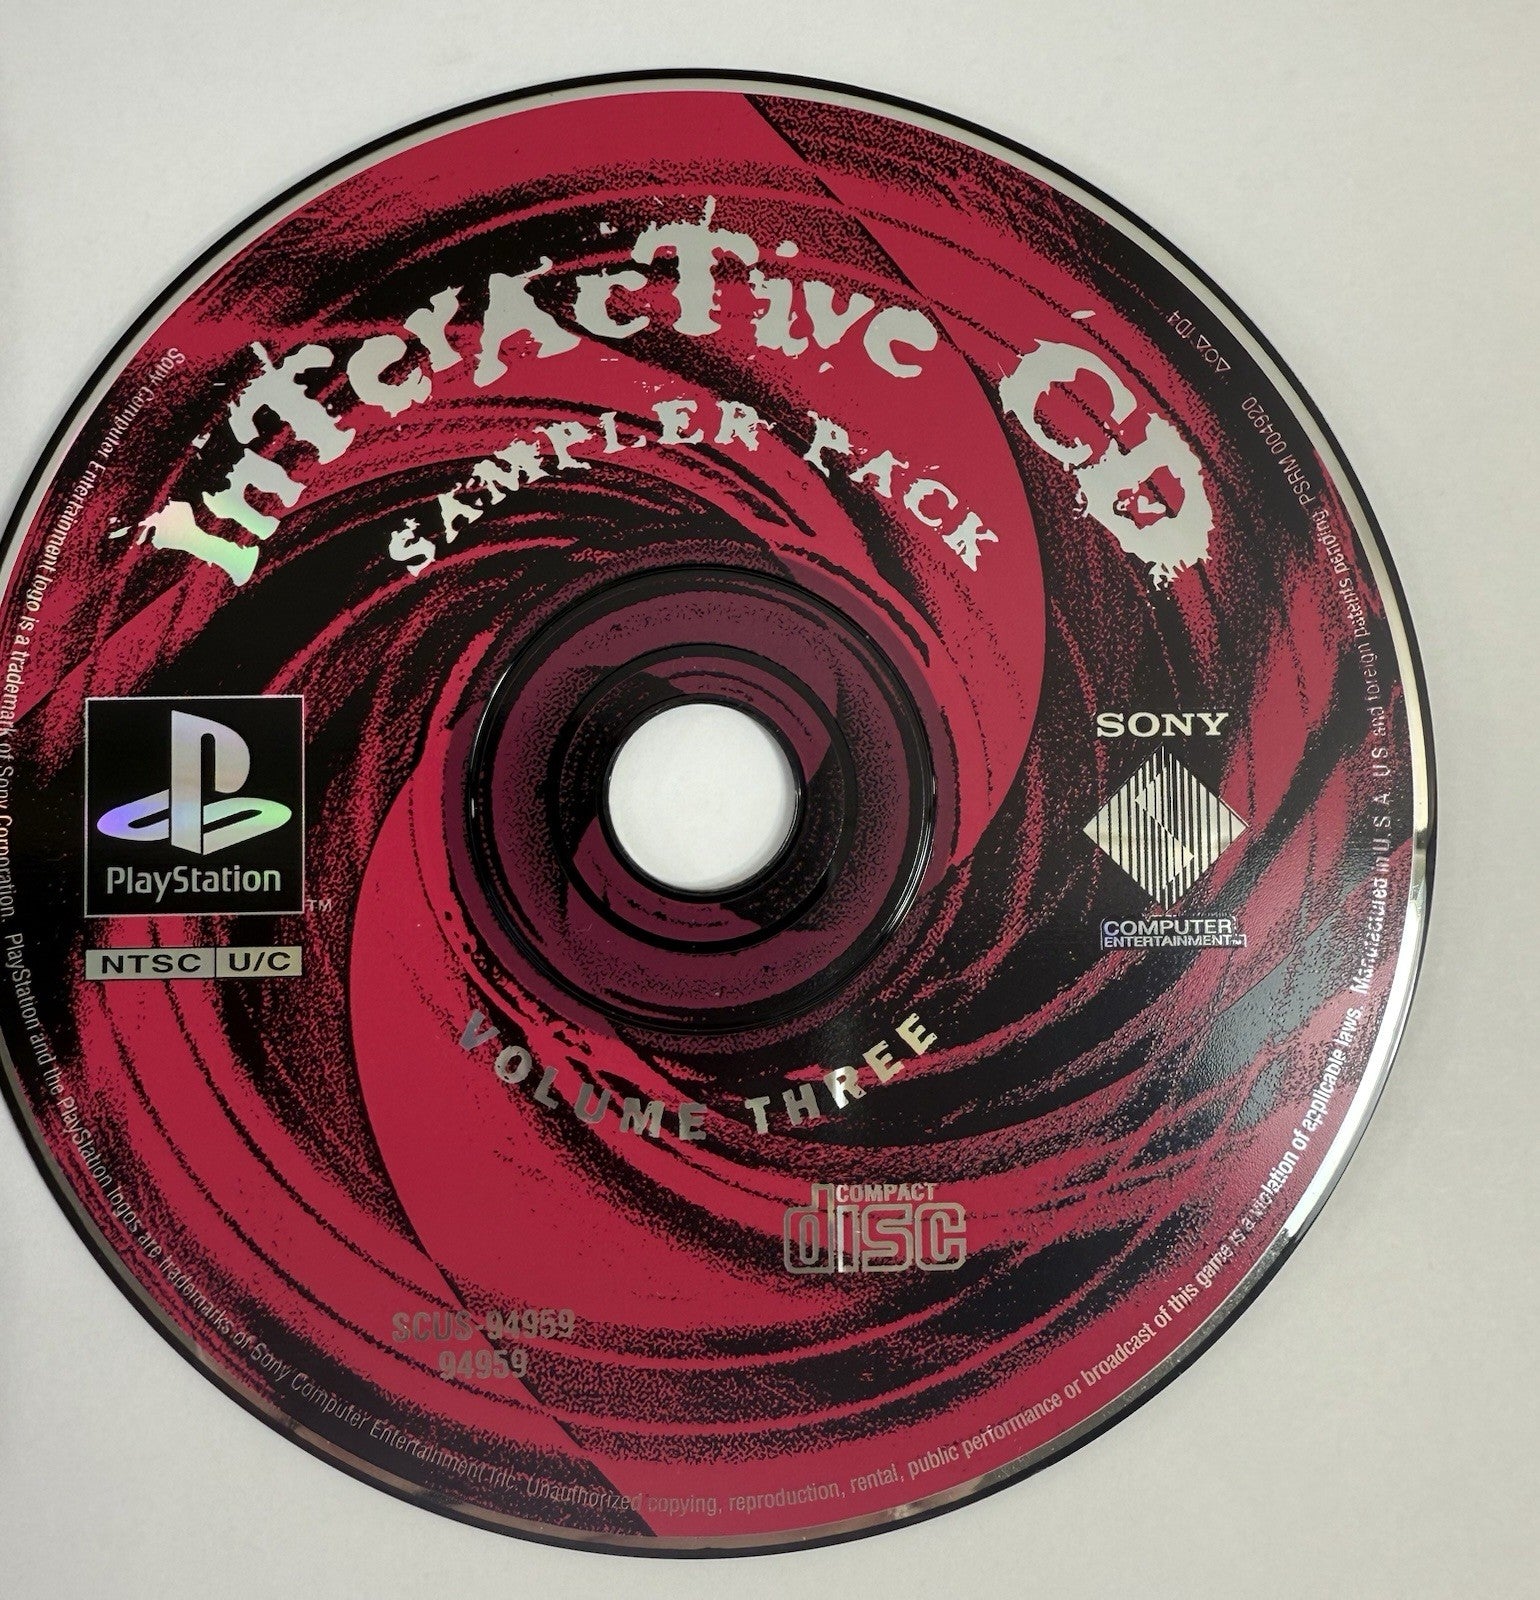 InTerAcTive CD
SAMPLER PACK
PlayStation
TM
NTSC U/C
SONY
COMPUTER
ENTERTAINMENT
VOLUME THREE
COMPACT
disc
SCUS-94959
94959
Sony Computer Entertainment logo is a trademark of Sony Corporation. PlayStation and the PlayStation logos are trademarks of Sony Computer Entertainment Inc. Unauthorized copying, reproduction, rental, public performance or broadcast of this game is a violation of applicable laws. Manufactured in U.S.A. US and foreign patents pending. PSRM 004920 △○△ 1D4